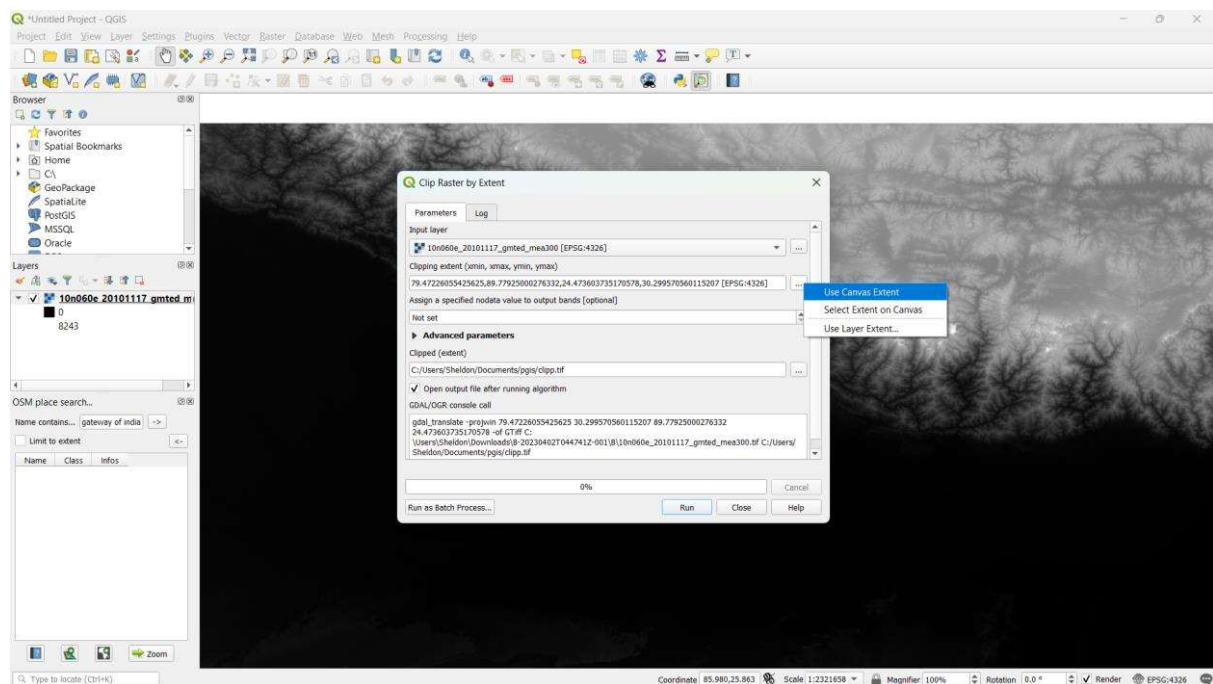 *Untitled Project - QGIS
Project Edit View Layer Settings Plugins Vector Raster Database Web Mesh Processing Help
Browser
Favorites
Spatial Bookmarks
Home
C:\
GeoPackage
SpatiaLite
PostGIS
MSSQL
Oracle
Layers
10n060e_20101117_gmted_m
0
8243
OSM place search...
Name contains... gateway of india ->
Limit to extent <-
Name Class Infos
Zoom
Clip Raster by Extent
Parameters Log
Input layer
10n060e_20101117_gmted_mea300 [EPSG:4326]
...
Clipping extent (xmin, xmax, ymin, ymax)
79.47226055425625,89.77925000276332,24.473603735170578,30.299570560115207 [EPSG:4326]
...
Assign a specified nodata value to output bands [optional]
Not set
Advanced parameters
Clipped (extent)
C:/Users/Sheldon/Documents/pgis/clipp.tif
...
Open output file after running algorithm
GDAL/OGR console call
gdal_translate -projwin 79.47226055425625 30.299570560115207 89.77925000276332
24.473603735170578 -of GTiff C:
\Users\Sheldon\Downloads\B-20230402T044741Z-001\B\10n060e_20101117_gmted_mea300.tif C:/Users/
Sheldon/Documents/pgis/clipp.tif
0%
Cancel
Run as Batch Process... Run Close Help
Use Canvas Extent
Select Extent on Canvas
Use Layer Extent...
Type to locate (Ctrl+K) Coordinate 85.980,25.863 Scale 1:2321658 Magnifier 100% Rotation 0.0 ° Render EPSG:4326